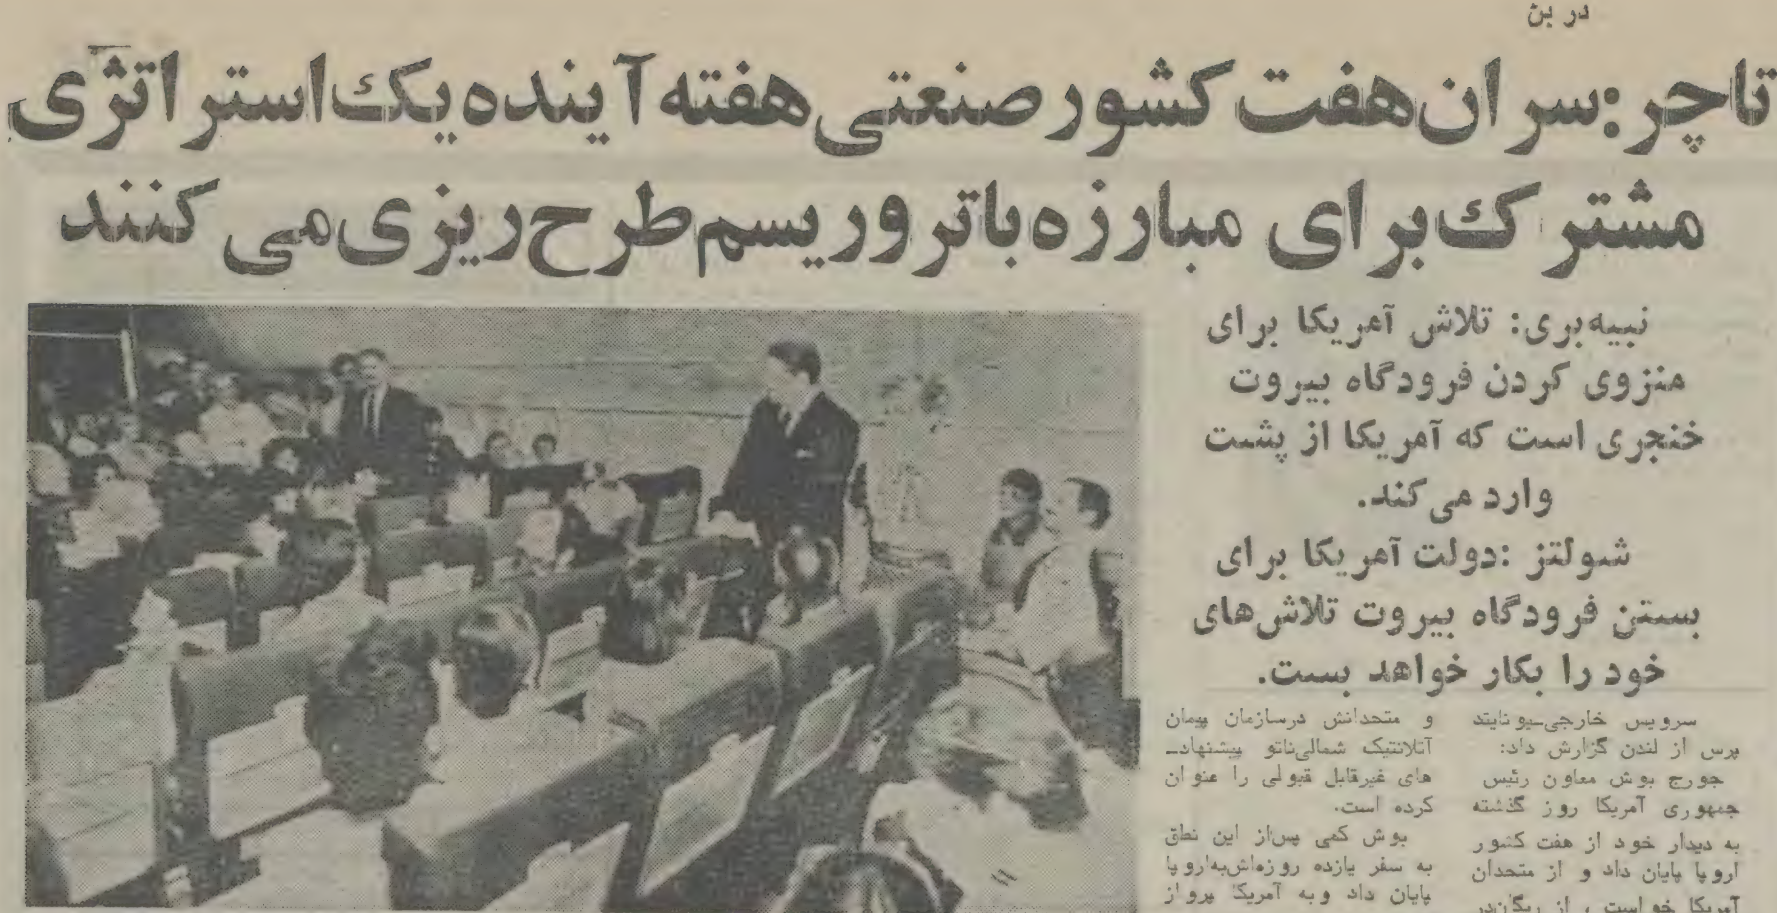 در بن
تاچر: سران هفت کشور صنعتی هفته آینده یک استراتژی
مشترک برای مبارزه با تروریسم طرح ریزی می کنند
نبیه بری: تلاش آمریکا برای
منزوی کردن فرودگاه بیروت
خنجری است که آمریکا از پشت
وارد می کند.
شولتز: دولت آمریکا برای
بستن فرودگاه بیروت تلاش های
خود را بکار خواهد بست.
سرویس خارجی-یونایتد
پرس از لندن گزارش داد:
جورج بوش معاون رئیس
جمهوری آمریکا روز گذشته
به دیدار خود از هفت کشور
اروپا پایان داد و از متحدان
آمریکا خواست، از ریگان در
و متحدانش درسازمان پیمان
آتلانتیک شمالی ناتو پیشنهاد-
های غیرقابل قبولی را عنوان
کرده است.
بوش کمی پس از این نطق
به سفر یازده روزه اش به اروپا
پایان داد و به آمریکا پرواز